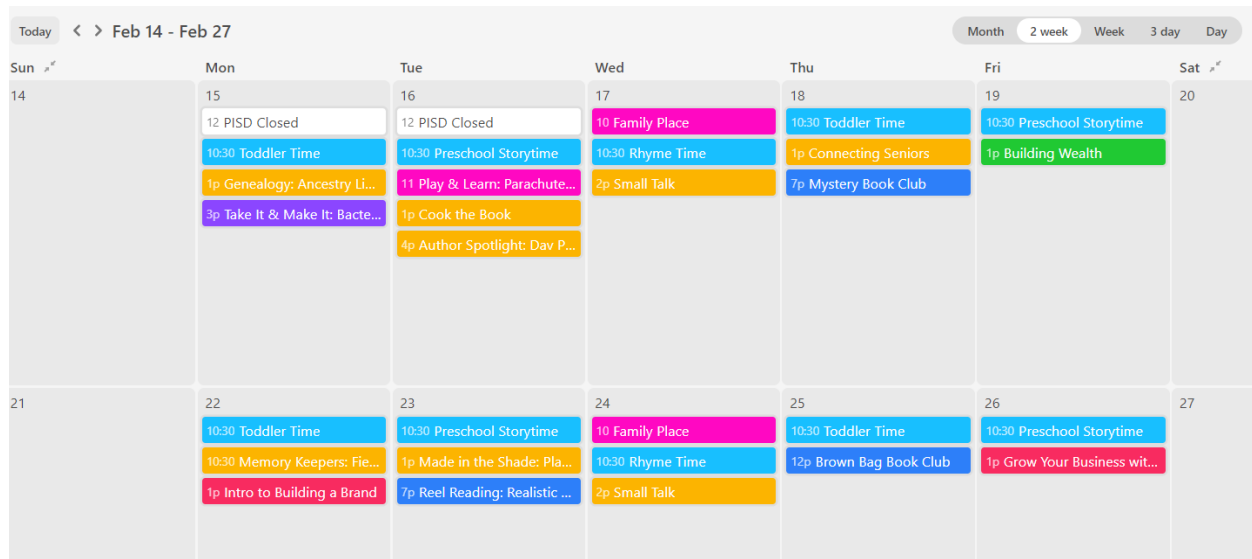 Today < > Feb 14 - Feb 27 Month 2 week Week 3 day Day
Sun Mon Tue Wed Thu Fri Sat
14 15 16 17 18 19 20
12 PISD Closed
10:30 Toddler Time
1p Genealogy: Ancestry Li...
3p Take It & Make It: Bacte...
12 PISD Closed
10:30 Preschool Storytime
11 Play & Learn: Parachute...
1p Cook the Book
4p Author Spotlight: Dav P...
10 Family Place
10:30 Rhyme Time
2p Small Talk
10:30 Toddler Time
1p Connecting Seniors
7p Mystery Book Club
10:30 Preschool Storytime
1p Building Wealth
21 22 23 24 25 26 27
10:30 Toddler Time
10:30 Memory Keepers: Fie...
1p Intro to Building a Brand
10:30 Preschool Storytime
1p Made in the Shade: Pla...
7p Reel Reading: Realistic ...
10 Family Place
10:30 Rhyme Time
2p Small Talk
10:30 Toddler Time
12p Brown Bag Book Club
10:30 Preschool Storytime
1p Grow Your Business wit...